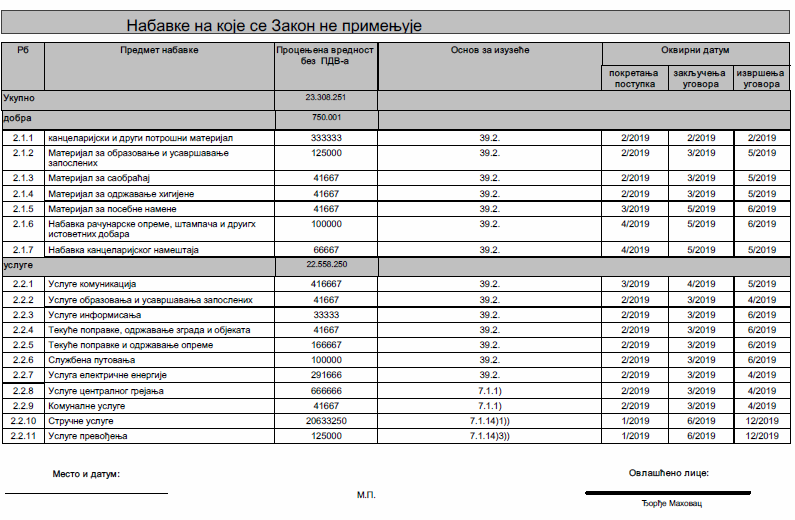 Набавке на које се Закон не примењује
Рб Предмет набавке Процењена вредност без ПДВ-а Основ за изузеће Оквирни датум
покретања поступка закључења уговора извршења уговора
Укупно 23.308.251
добра 750.001
2.1.1 канцеларијски и други потрошни материјал 333333 39.2. 2/2019 2/2019 2/2019
2.1.2 Материјал за образовање и усавршавање запослених 125000 39.2. 2/2019 3/2019 5/2019
2.1.3 Материјал за саобраћај 41667 39.2. 2/2019 3/2019 5/2019
2.1.4 Материјал за одржавање хигијене 41667 39.2. 2/2019 3/2019 5/2019
2.1.5 Материјал за посебне намене 41667 39.2. 3/2019 5/2019 6/2019
2.1.6 Набавка рачунарске опреме, штампача и друигх истоветних добара 100000 39.2. 4/2019 5/2019 6/2019
2.1.7 Набавка канцеларијског намештаја 66667 39.2. 4/2019 5/2019 5/2019
услуге 22.558.250
2.2.1 Услуге комуникација 416667 39.2. 3/2019 4/2019 5/2019
2.2.2 Услуге образовања и усавршавања запослених 41667 39.2. 2/2019 3/2019 4/2019
2.2.3 Услуге информисања 33333 39.2. 2/2019 3/2019 6/2019
2.2.4 Текуће поправке, одржавање зграда и објеката 41667 39.2. 2/2019 3/2019 6/2019
2.2.5 Текуће поправке и одржавање опреме 166667 39.2. 2/2019 3/2019 6/2019
2.2.6 Службена путовања 100000 39.2. 2/2019 3/2019 6/2019
2.2.7 Услуга електричне енергије 291666 39.2. 2/2019 3/2019 4/2019
2.2.8 Услуге централног грејања 666666 7.1.1) 2/2019 3/2019 4/2019
2.2.9 Комуналне услуге 41667 7.1.1) 2/2019 3/2019 4/2019
2.2.10 Стручне услуге 20633250 7.1.14)1)) 1/2019 6/2019 12/2019
2.2.11 Услуге превођења 125000 7.1.14)3)) 1/2019 6/2019 12/2019
Место и датум: Овлашћено лице:
М.П.
Ђорђе Маховац